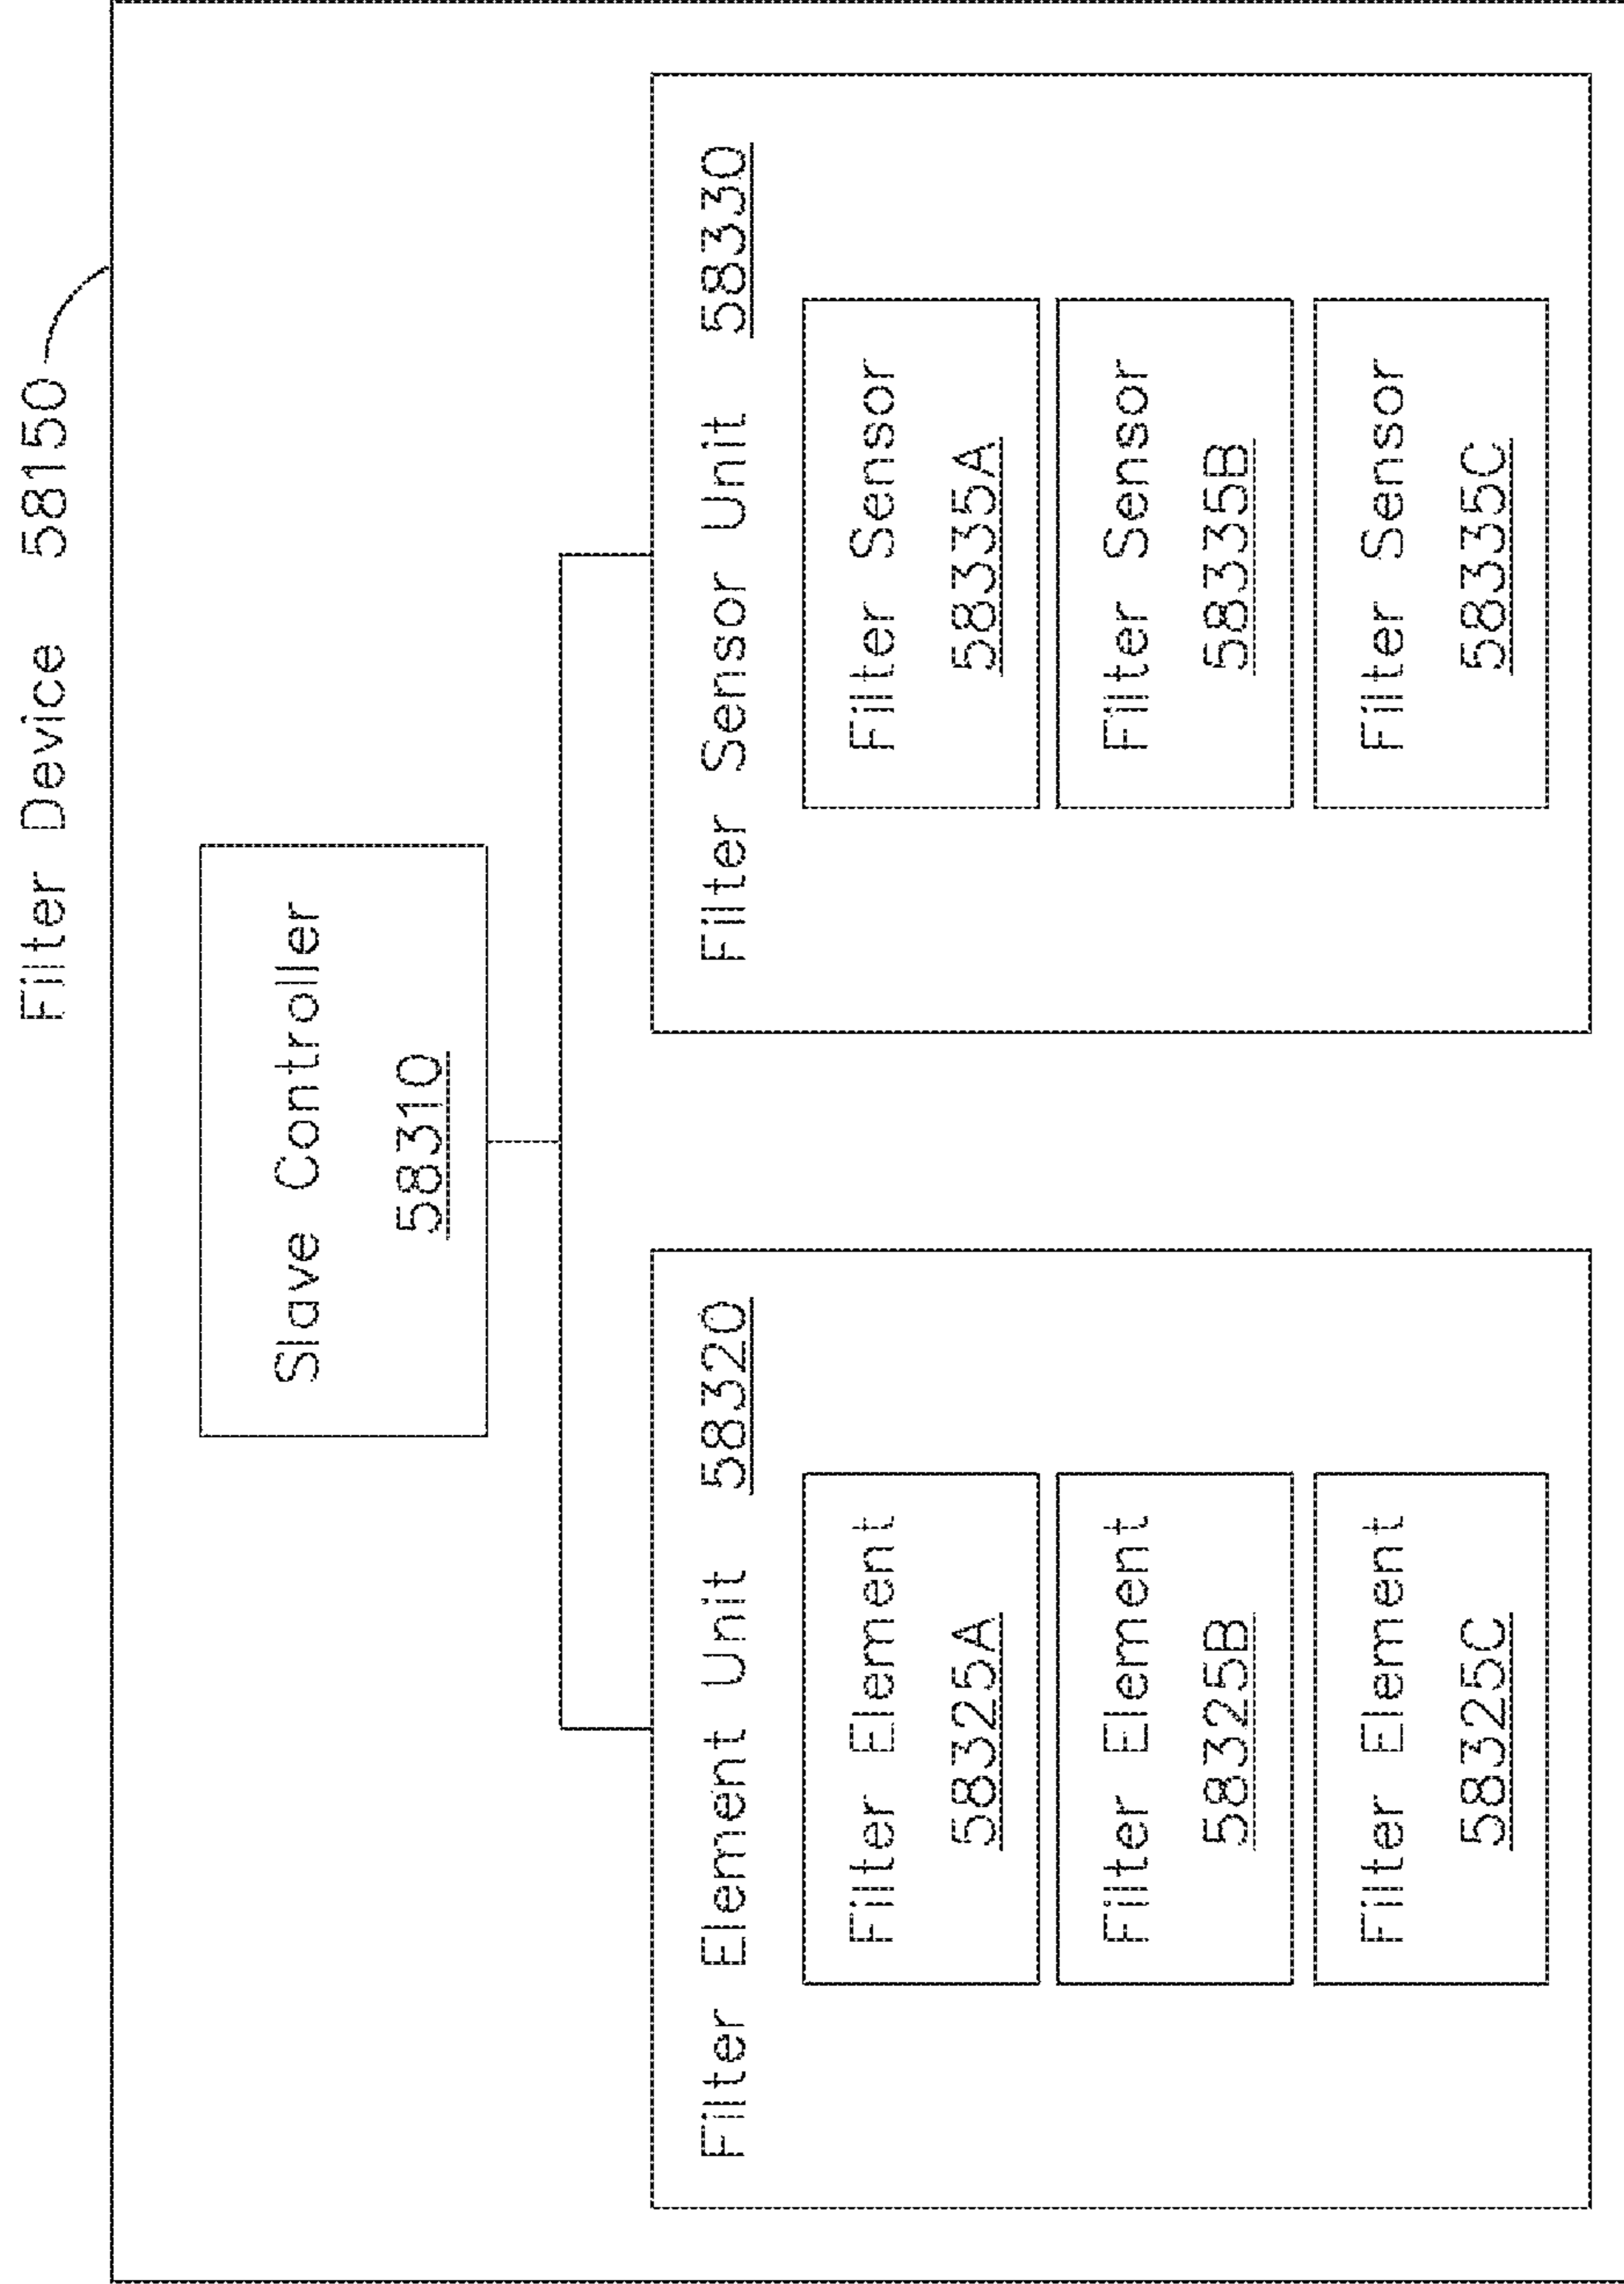 Filter Device 58150
Slave Controller
58310
Filter Element Unit 58320
Filter Element
58325A
Filter Element
58325B
Filter Element
58325C
Filter Sensor Unit 58330
Filter Sensor
58335A
Filter Sensor
58335B
Filter Sensor
58335C